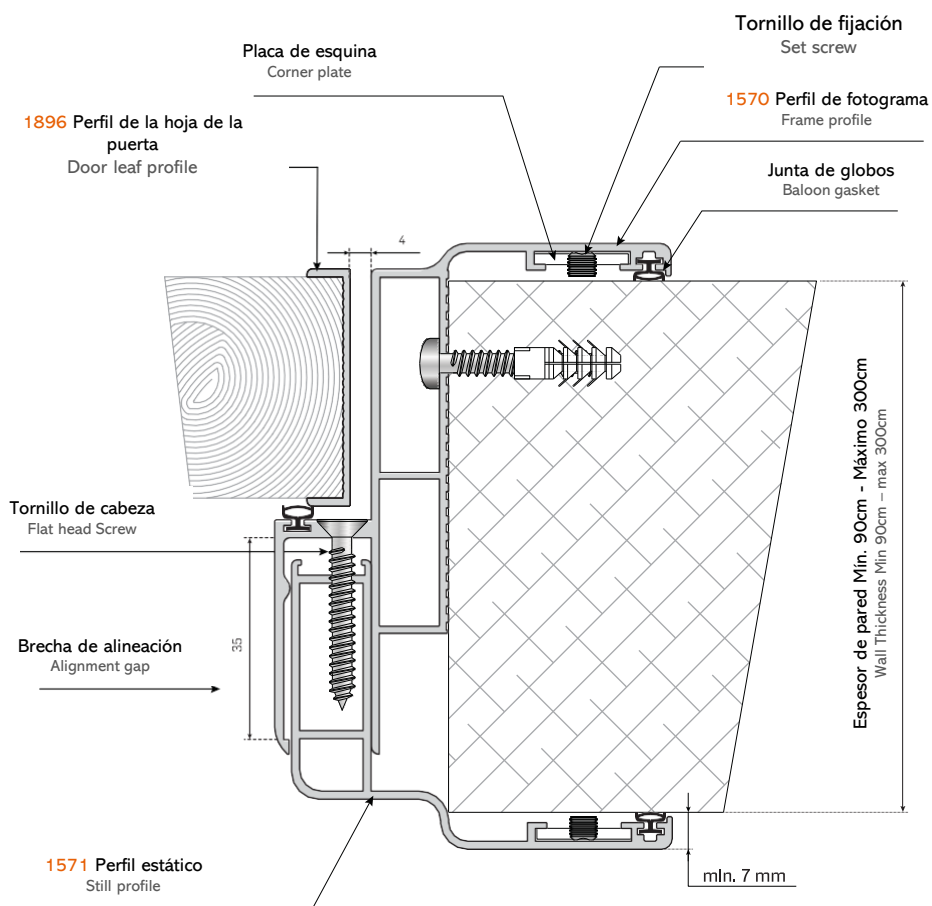 Tornillo de fijación
Set screw
Placa de esquina
Corner plate
1570 Perfil de fotograma
Frame profile
1896 Perfil de la hoja de la
puerta
Door leaf profile
Junta de globos
Baloon gasket
4
Tornillo de cabeza
Flat head Screw
35
Brecha de alineación
Alignment gap
Espesor de pared Mín. 90cm - Máximo 300cm
Wall Thickness Min 90cm – max 300cm
1571 Perfil estático
Still profile
mın. 7 mm